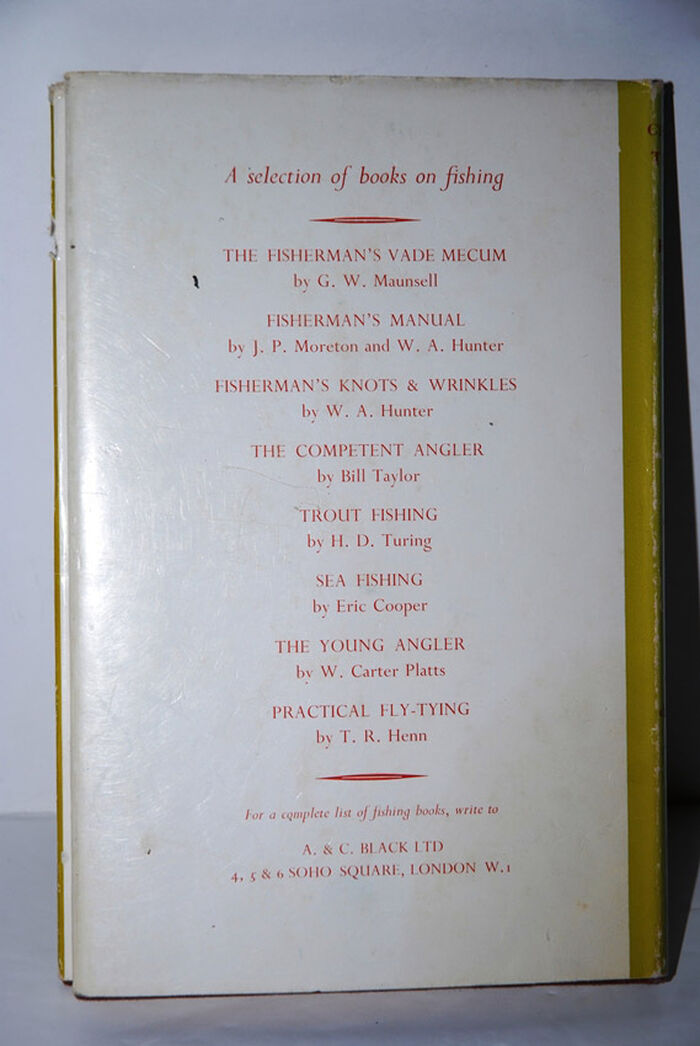 A selection of books on fishing
THE FISHERMAN'S VADE MECUM
by G. W. Maunsell
FISHERMAN'S MANUAL
by J. P. Moreton and W. A. Hunter
FISHERMAN'S KNOTS & WRINKLES
by W. A. Hunter
THE COMPETENT ANGLER
by Bill Taylor
TROUT FISHING
by H. D. Turing
SEA FISHING
by Eric Cooper
THE YOUNG ANGLER
by W. Carter Platts
PRACTICAL FLY-TYING
by T. R. Henn
For a complete list of fishing books, write to
A. & C. BLACK LTD
4, 5 & 6 SOHO SQUARE, LONDON W.1